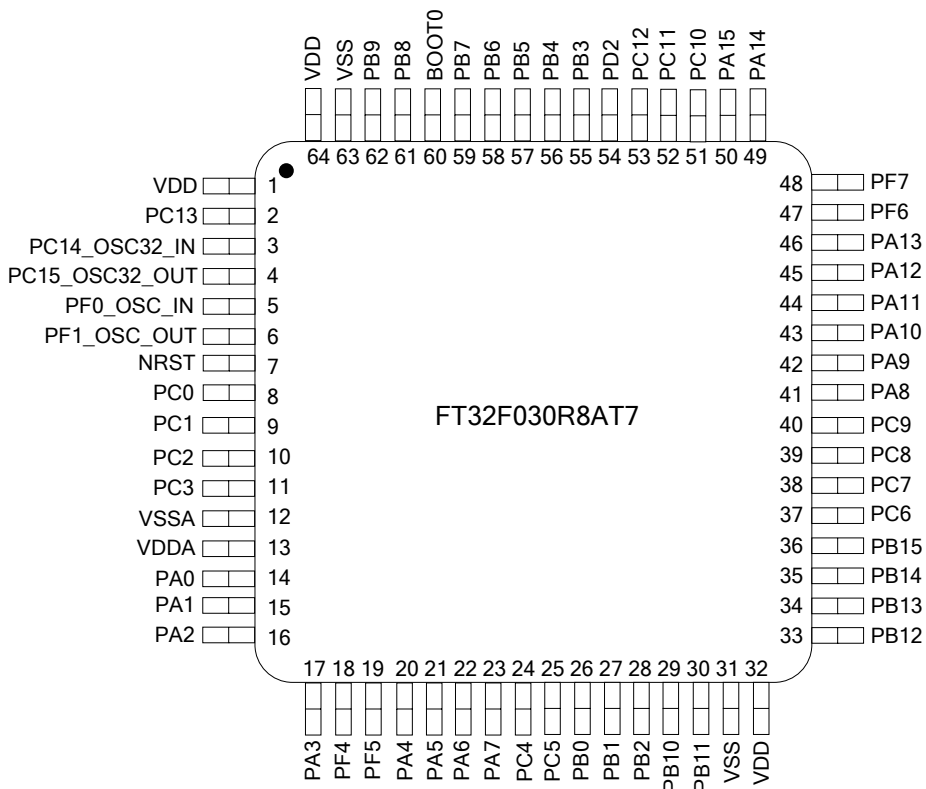 VDD
VSS
PB9
PB8
BOOT0
PB7
PB6
PB5
PB4
PB3
PD2
PC12
PC11
PC10
PA15
PA14
64 63 62 61 60 59 58 57 56 55 54 53 52 51 50 49
VDD 1
PC13 2
PC14_OSC32_IN 3
PC15_OSC32_OUT 4
PF0_OSC_IN 5
PF1_OSC_OUT 6
NRST 7
PC0 8
PC1 9
PC2 10
PC3 11
VSSA 12
VDDA 13
PA0 14
PA1 15
PA2 16
FT32F030R8AT7
48 PF7
47 PF6
46 PA13
45 PA12
44 PA11
43 PA10
42 PA9
41 PA8
40 PC9
39 PC8
38 PC7
37 PC6
36 PB15
35 PB14
34 PB13
33 PB12
17 18 19 20 21 22 23 24 25 26 27 28 29 30 31 32
PA3
PF4
PF5
PA4
PA5
PA6
PA7
PC4
PC5
PB0
PB1
PB2
PB10
PB11
VSS
VDD